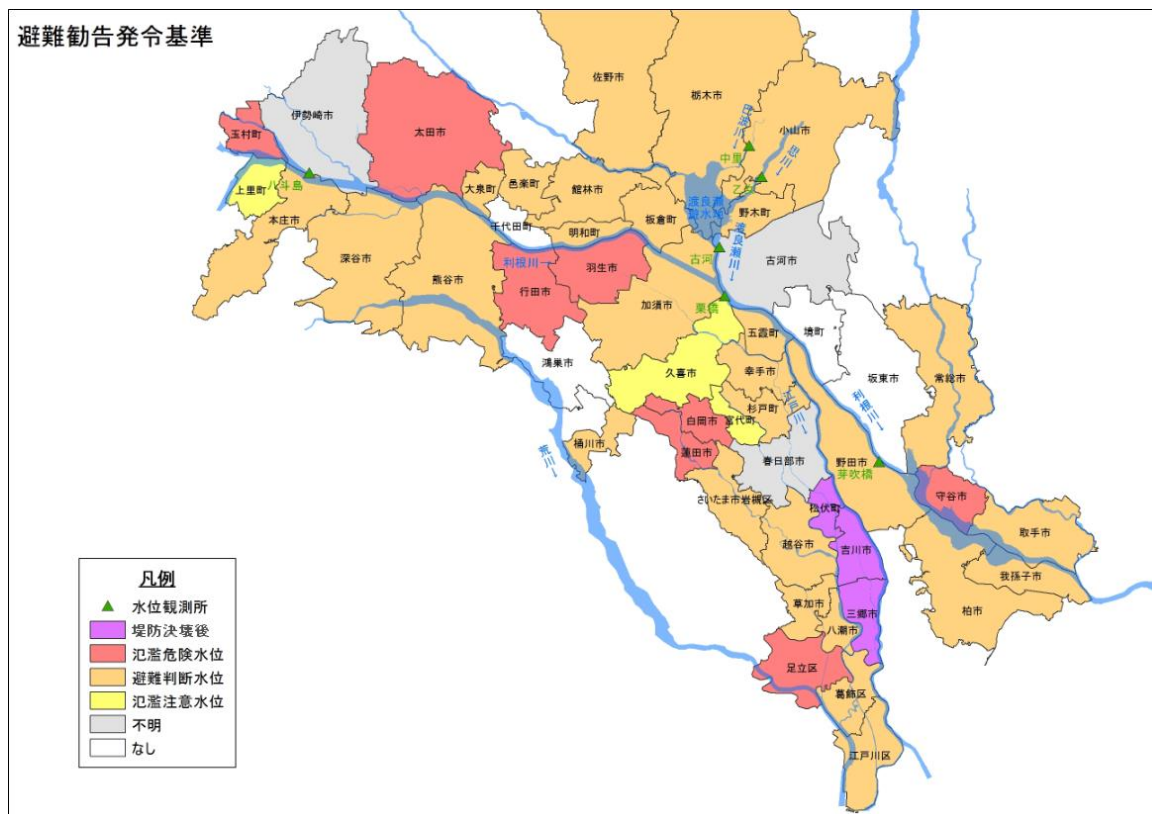 避難勧告発令基準
佐野市
栃木市
伊勢崎市
太田市
小山市
巴波川→
思川→
玉村町
中里
乙女
八斗島
上里町
大泉町
邑楽町
館林市
渡良瀬
遊水地
板倉町
野木町
本庄市
千代田町
明和町
渡良瀬川→
深谷市
利根川→
羽生市
古河
古河市
熊谷市
行田市
加須市
栗橋
五霞町
境町
鴻巣市
久喜市
幸手市
坂東市
常総市
杉戸町
江戸川→
利根川→
白岡市
宮代町
桶川市
蓮田市
春日部市
野田市
芽吹橋
荒川→
守谷市
さいたま市岩槻区
松伏町
取手市
越谷市
吉川市
我孫子市
草加市
三郷市
柏市
八潮市
足立区
葛飾区
江戸川区
凡例
水位観測所
堤防決壊後
氾濫危険水位
避難判断水位
氾濫注意水位
不明
なし